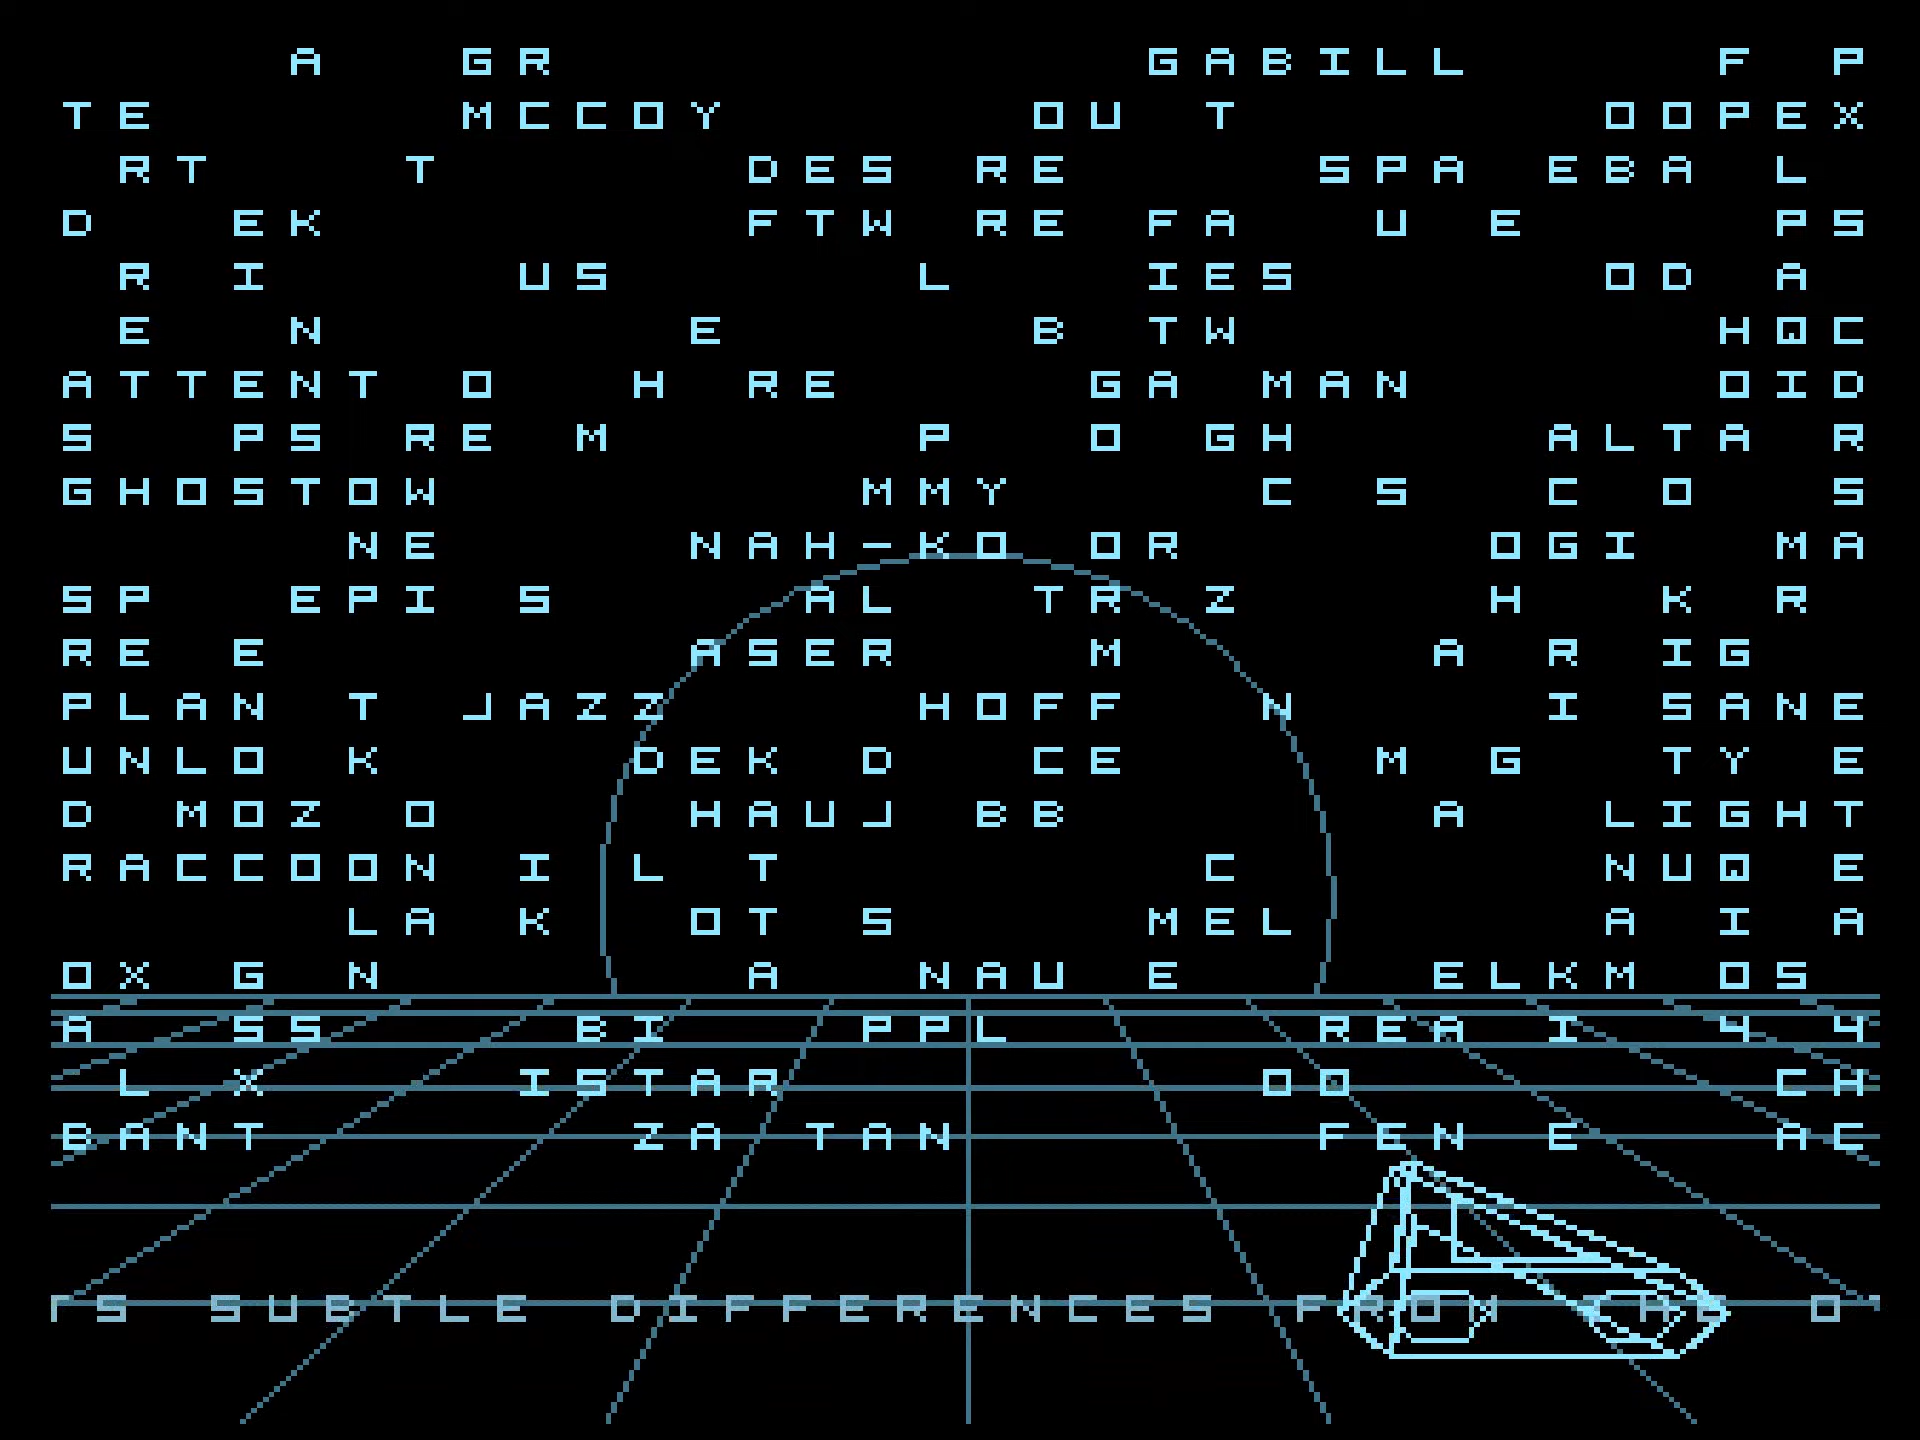 A GR GABILL F P
TE MCCOY OU T OOPEX
RT T DES RE SPA EBA L
D EK FTW RE FA U E PS
R I US L IES OD A
E N E B TW HQC
ATTENT O H RE GA MAN OID
S PS RE M P O GH ALTA R
GHOSTOW MMY C S C O S
NE NAH-KO OR OGI MA
SP EPI S AL TR Z H K R
RE E ASER M A R IG
PLAN T JAZZ HOFF N I SANE
UNLO K DEK D CE M G TY E
D MOZ O HAUJ BB A LIGHT
RACCOON I L T C NUQ E
LA K OT S MEL A I A
OX G N A NAU E ELKM OS
A SS BI PPL REA I 4 4
L X ISTAR OO CH
BANT ZA TAN FGN E AC
S SUBTLE DIFFERENCES